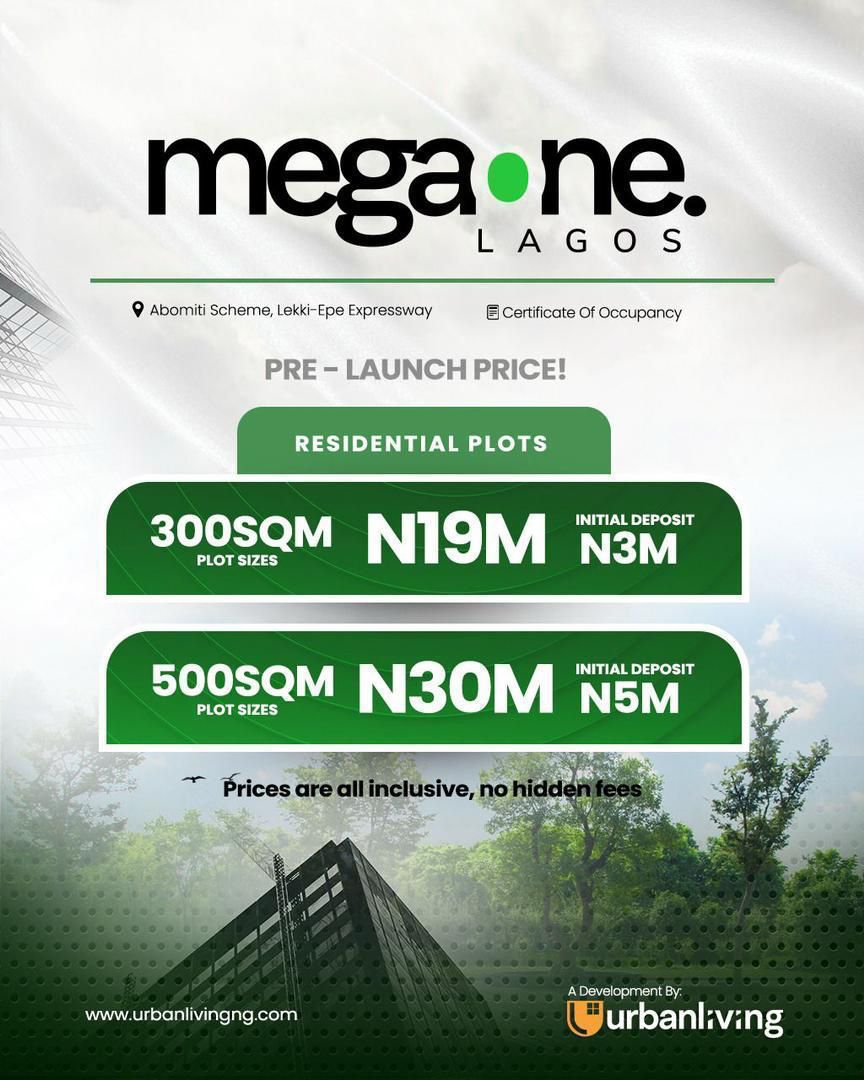 megaone.
LAGOS
Abomiti Scheme, Lekki-Epe Expressway
Certificate Of Occupancy
PRE - LAUNCH PRICE!
RESIDENTIAL PLOTS
300SQM
PLOT SIZES
N19M
INITIAL DEPOSIT
N3M
500SQM
PLOT SIZES
N30M
INITIAL DEPOSIT
N5M
Prices are all inclusive, no hidden fees
www.urbanlivingng.com
A Development By:
urbanliving